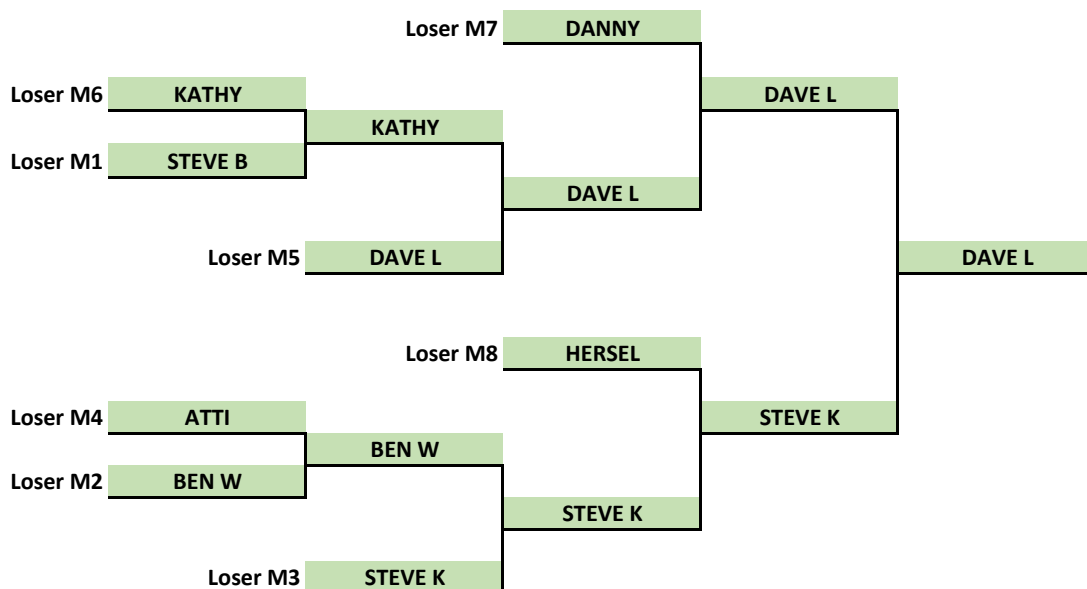 Loser M7 DANNY
Loser M6 KATHY DAVE L
KATHY
Loser M1 STEVE B
DAVE L
Loser M5 DAVE L DAVE L
Loser M8 HERSEL
Loser M4 ATTI STEVE K
BEN W
Loser M2 BEN W
STEVE K
Loser M3 STEVE K